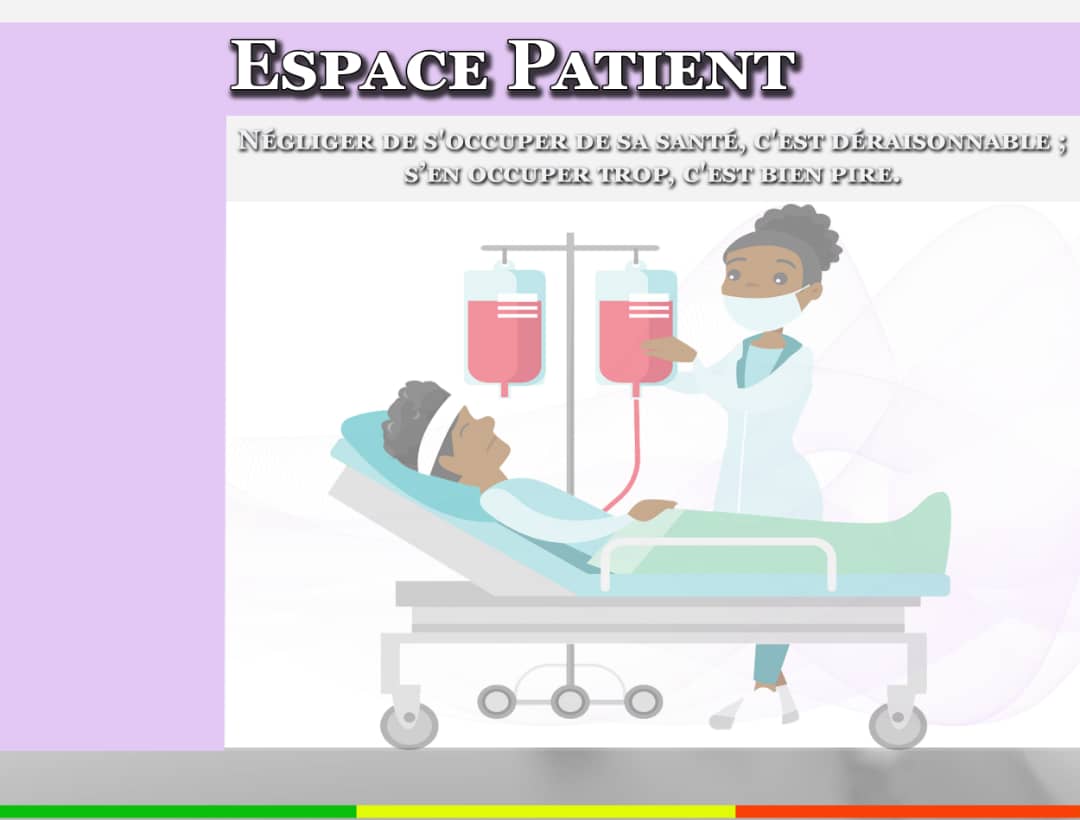 Espace Patient
Négliger de s'occuper de sa santé, c'est déraisonnable ;
s'en occuper trop, c'est bien pire.